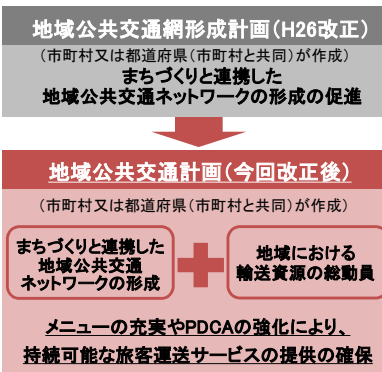 地域公共交通網形成計画(H26改正)
(市町村又は都道府県(市町村と共同)が作成)
まちづくりと連携した
地域公共交通ネットワークの形成の促進
地域公共交通計画(今回改正後)
(市町村又は都道府県(市町村と共同)が作成)
まちづくりと連携した
地域公共交通
ネットワークの形成
地域における
輸送資源の総動員
メニューの充実やPDCAの強化により、
持続可能な旅客運送サービスの提供の確保